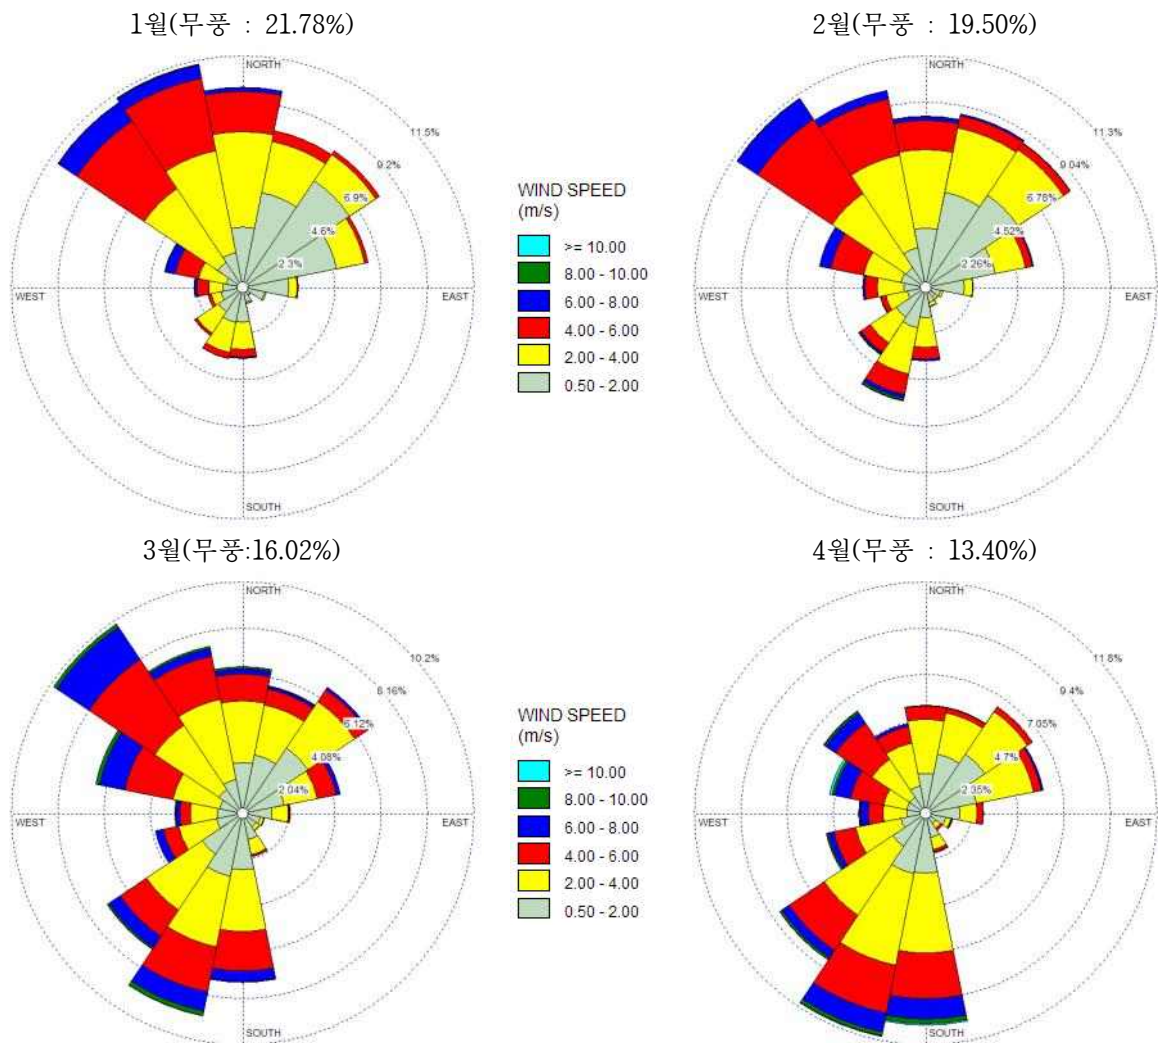 1월(무풍 : 21.78%)
2월(무풍 : 19.50%)
NORTH
11.5%
9.2%
6.9%
4.6%
2.3%
WEST
EAST
SOUTH
WIND SPEED
(m/s)
>= 10.00
8.00 - 10.00
6.00 - 8.00
4.00 - 6.00
2.00 - 4.00
0.50 - 2.00
NORTH
11.3%
9.04%
6.78%
4.52%
2.26%
WEST
EAST
SOUTH
3월(무풍:16.02%)
4월(무풍 : 13.40%)
NORTH
10.2%
8.16%
6.12%
4.08%
2.04%
WEST
EAST
SOUTH
WIND SPEED
(m/s)
>= 10.00
8.00 - 10.00
6.00 - 8.00
4.00 - 6.00
2.00 - 4.00
0.50 - 2.00
NORTH
11.8%
9.4%
7.05%
4.7%
2.35%
WEST
EAST
SOUTH